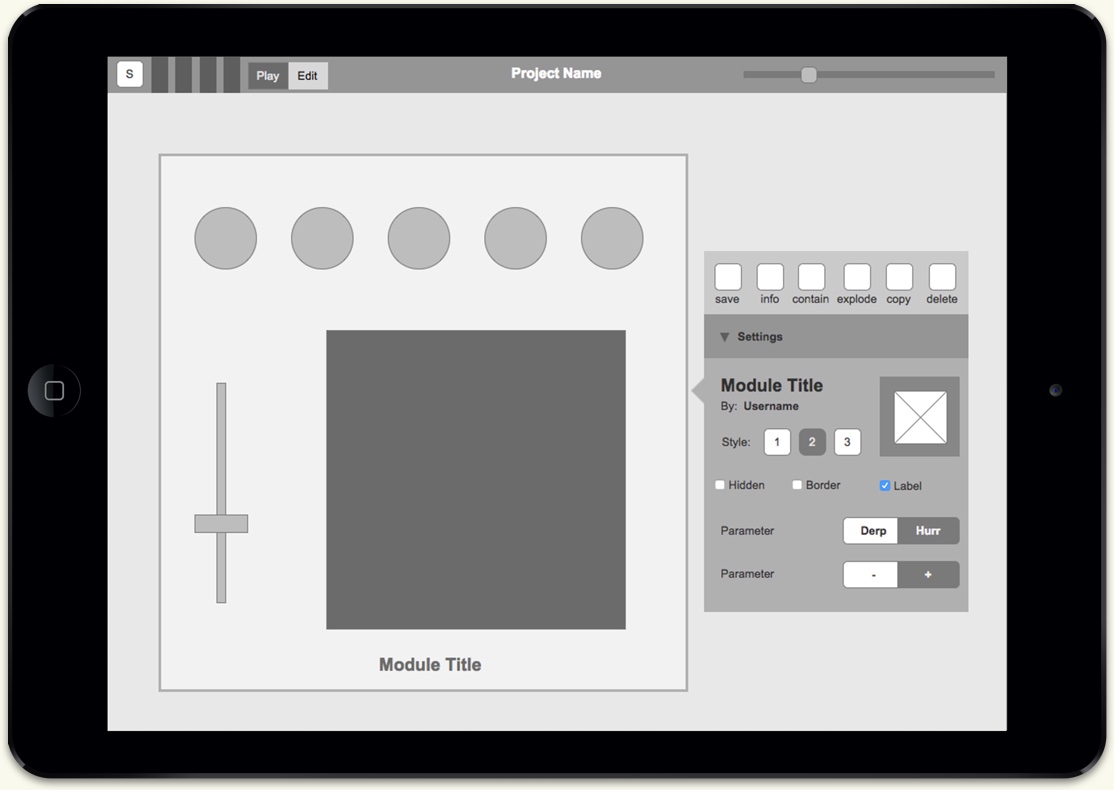 S
Play Edit
Project Name
save info contain explode copy delete
Settings
Module Title
By: Username
Style: 1 2 3
Hidden Border Label
Parameter Derp Hurr
Parameter - +
Module Title